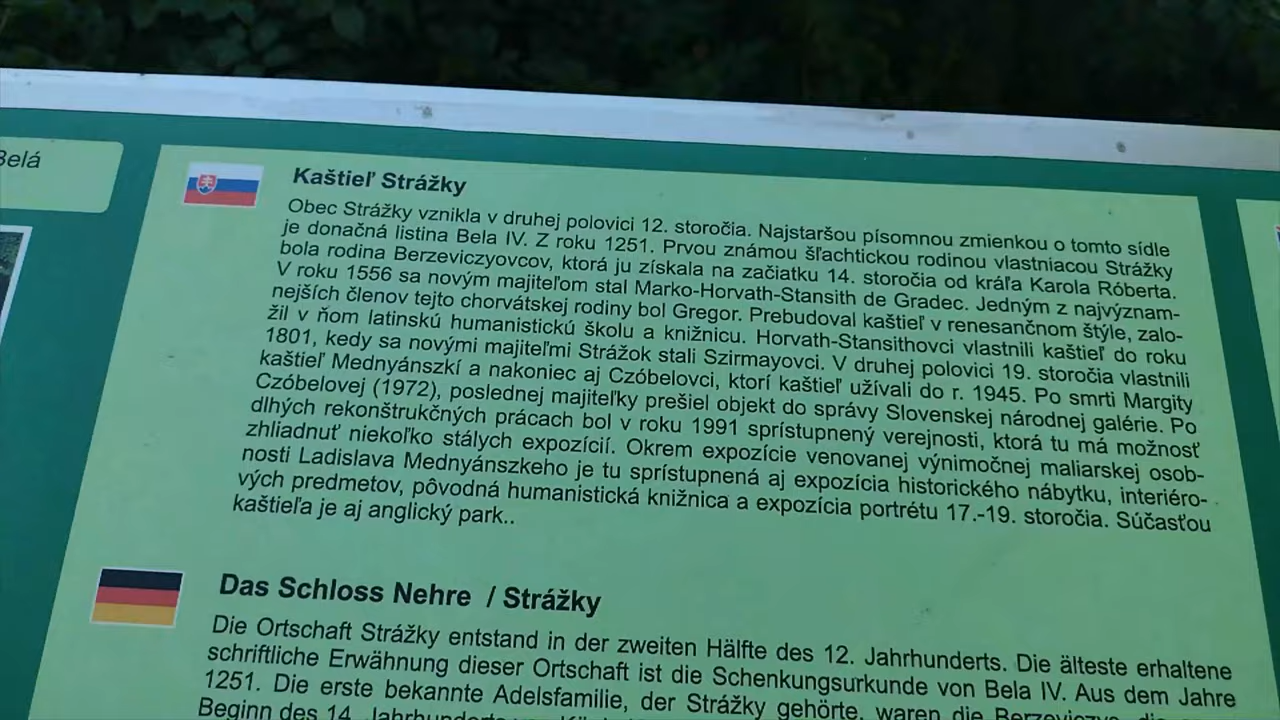 Belá
Kaštieľ Strážky
Obec Strážky vznikla v druhej polovici 12. storočia. Najstaršou písomnou zmienkou o tomto sídle
je donačná listina Bela IV. Z roku 1251. Prvou známou šľachtickou rodinou vlastniacou Strážky
bola rodina Berzeviczyovcov, ktorá ju získala na začiatku 14. storočia od kráľa Karola Róberta.
V roku 1556 sa novým majiteľom stal Marko-Horvath-Stansith de Gradec. Jedným z najvýznam-
nejších členov tejto chorvátskej rodiny bol Gregor. Prebudoval kaštieľ v renesančnom štýle, zalo-
žil v ňom latinskú humanistickú školu a knižnicu. Horvath-Stansithovci vlastnili kaštieľ do roku
1801, kedy sa novými majiteľmi Strážok stali Szirmayovci. V druhej polovici 19. storočia vlastnili
kaštieľ Mednyánszkí a nakoniec aj Czóbelovci, ktorí kaštieľ užívali do r. 1945. Po smrti Margity
Czóbelovej (1972), poslednej majiteľky prešiel objekt do správy Slovenskej národnej galérie. Po
dlhých rekonštrukčných prácach bol v roku 1991 sprístupnený verejnosti, ktorá tu má možnosť
zhliadnuť niekoľko stálych expozícií. Okrem expozície venovanej výnimočnej maliarskej osob-
nosti Ladislava Mednyánszkeho je tu sprístupnená aj expozícia historického nábytku, interiéro-
vých predmetov, pôvodná humanistická knižnica a expozícia portrétu 17.-19. storočia. Súčasťou
kaštieľa je aj anglický park..
Das Schloss Nehre / Strážky
Die Ortschaft Strážky entstand in der zweiten Hälfte des 12. Jahrhunderts. Die älteste erhaltene
schriftliche Erwähnung dieser Ortschaft ist die Schenkungsurkunde von Bela IV. Aus dem Jahre
1251. Die erste bekannte Adelsfamilie, der Strážky gehörte, waren die Berzeviczy, die
Beginn des 14. Jahrhunderts